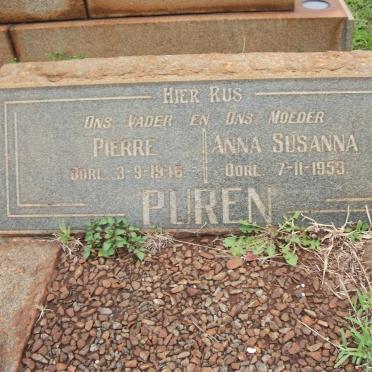 HIER RUS
ONS VADER EN ONS MOEDER
PIERRE ANNA SUSANNA
OORL. 3-9-1946 OORL. 7-11-1953
PUREN